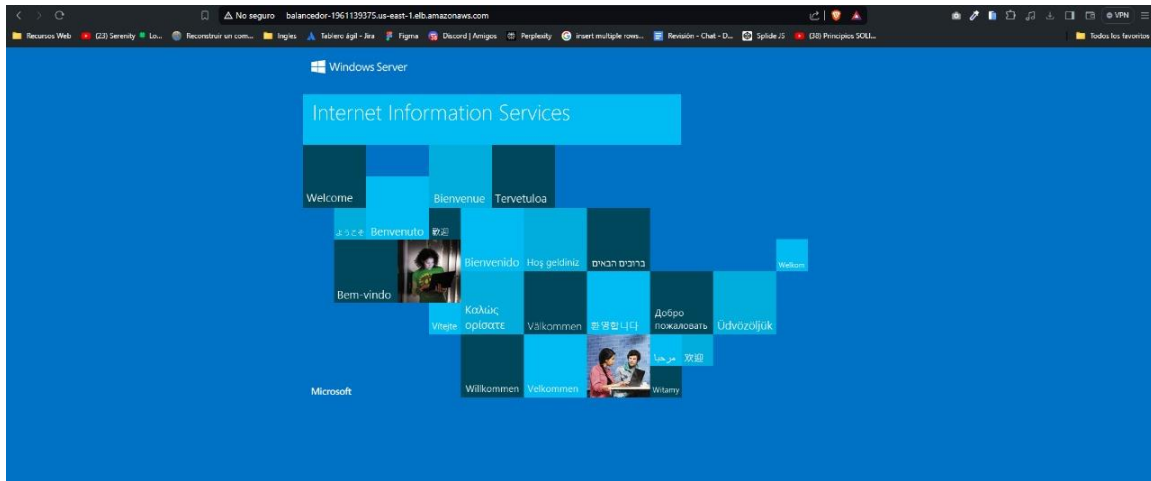 No seguro balancedor-1961139375.us-east-1.elb.amazonaws.com VPN
Recursos Web (23) Serenity Lo... Reconstruir un com... Ingles Tablero ágil - Jira Figma Discord | Amigos Perplexity insert multiple rows... Revisión - Chat - D... Splide JS (38) Principios SOLI... Todos los favoritos
Windows Server
Internet Information Services
Welcome Bienvenue Tervetuloa
ようこそ Benvenuto 歡迎
Bienvenido Hoş geldiniz ברוכים הבאים Welkom
Bem-vindo
Vítejte Καλώς ορίσατε Välkommen 환영합니다 Добро пожаловать Üdvözöljük
مرحبا 欢迎
Microsoft Willkommen Velkommen Witamy